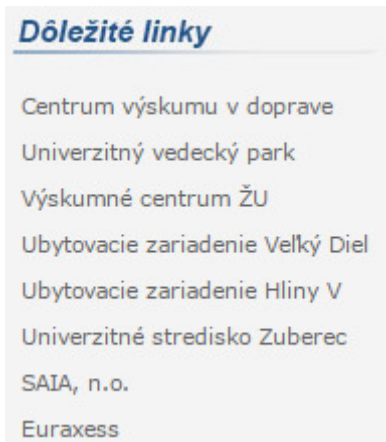 Dôležité linky
Centrum výskumu v doprave
Univerzitný vedecký park
Výskumné centrum ŽU
Ubytovacie zariadenie Veľký Diel
Ubytovacie zariadenie Hliny V
Univerzitné stredisko Zuberec
SAIA, n.o.
Euraxess